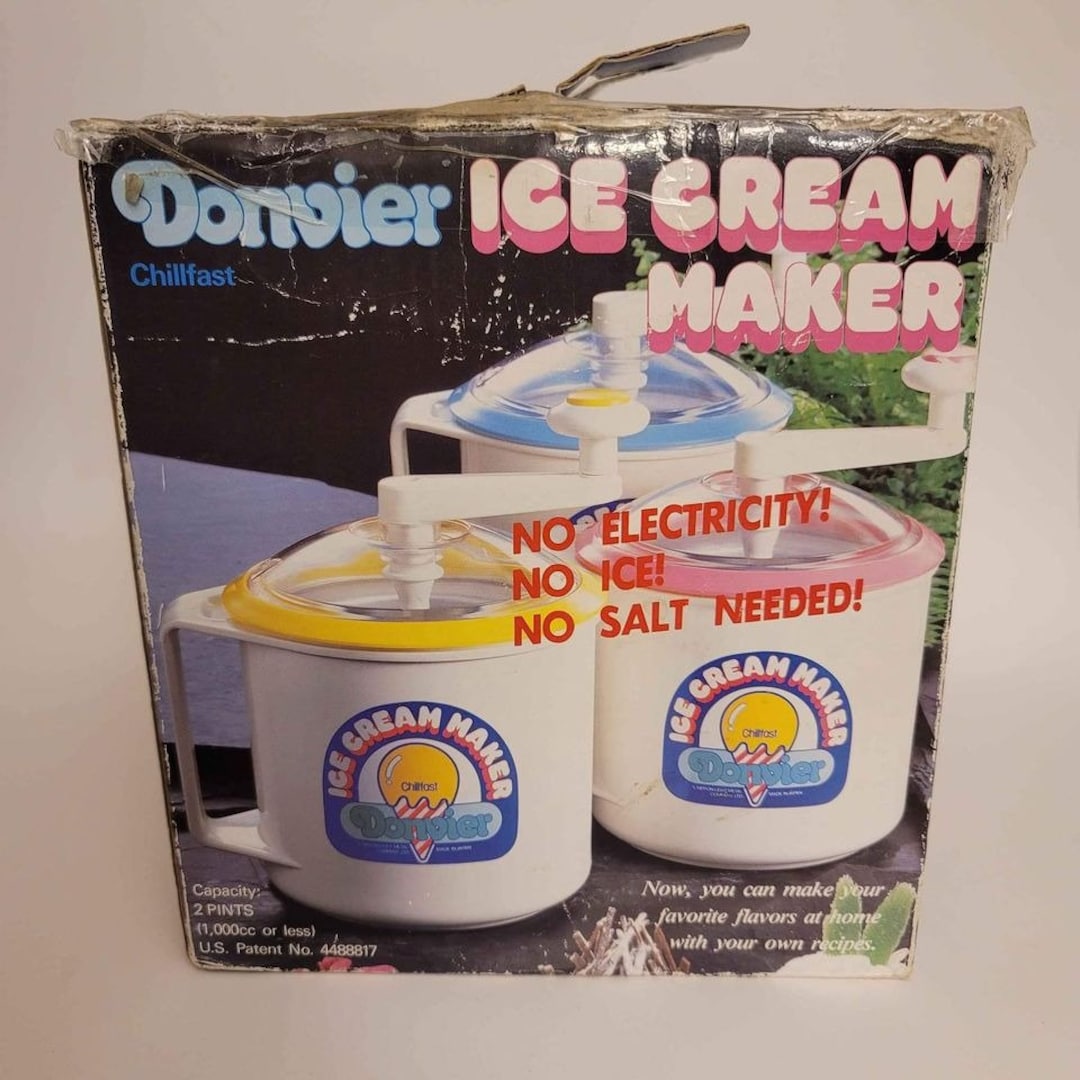 Donvier ICE CREAM
Chillfast
MAKER
NO ELECTRICITY!
NO ICE!
NO SALT NEEDED!
ICE CREAM MAKER
Chillfast
Donvier
ICE CREAM MAKER
Chillfast
Donvier
Capacity:
2 PINTS
(1,000cc or less)
U.S. Patent No. 4488817
Now, you can make your
favorite flavors at home
with your own recipes.